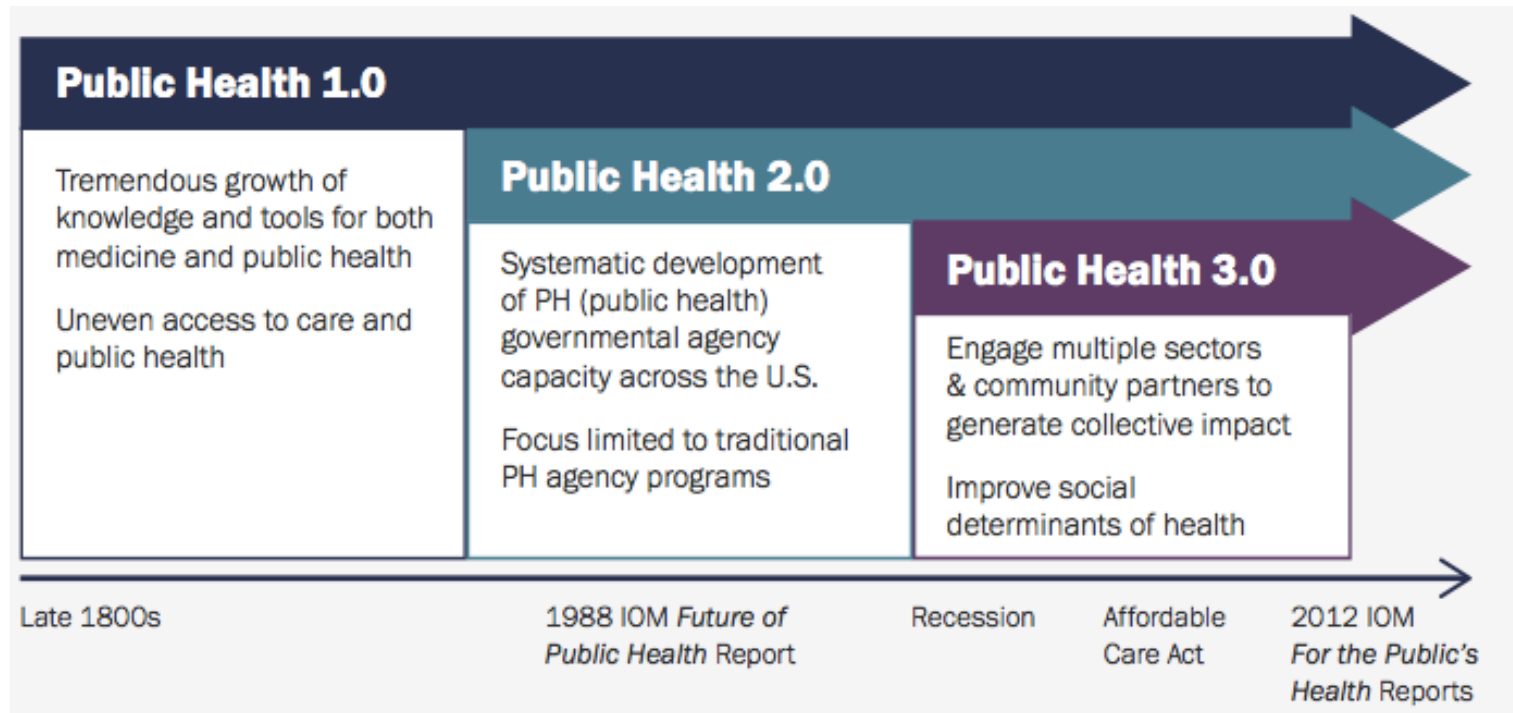 Public Health 1.0
Tremendous growth of
knowledge and tools for both
medicine and public health
Uneven access to care and
public health
Public Health 2.0
Systematic development
of PH (public health)
governmental agency
capacity across the U.S.
Focus limited to traditional
PH agency programs
Public Health 3.0
Engage multiple sectors
& community partners to
generate collective impact
Improve social
determinants of health
Late 1800s
1988 IOM Future of
Public Health Report
Recession
Affordable
Care Act
2012 IOM
For the Public's
Health Reports